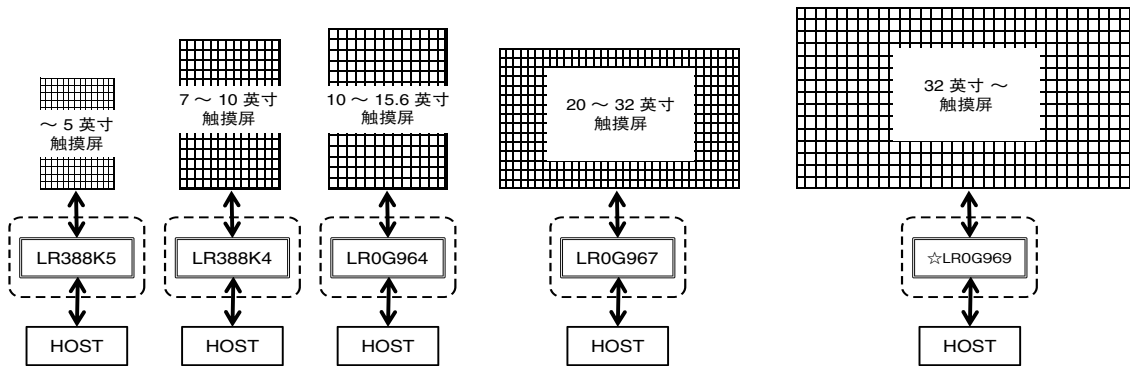 ～ 5 英寸
触摸屏
7 ～ 10 英寸
触摸屏
10 ～ 15.6 英寸
触摸屏
20 ～ 32 英寸
触摸屏
32 英寸 ～
触摸屏
LR388K5
LR388K4
LR0G964
LR0G967
☆LR0G969
HOST
HOST
HOST
HOST
HOST